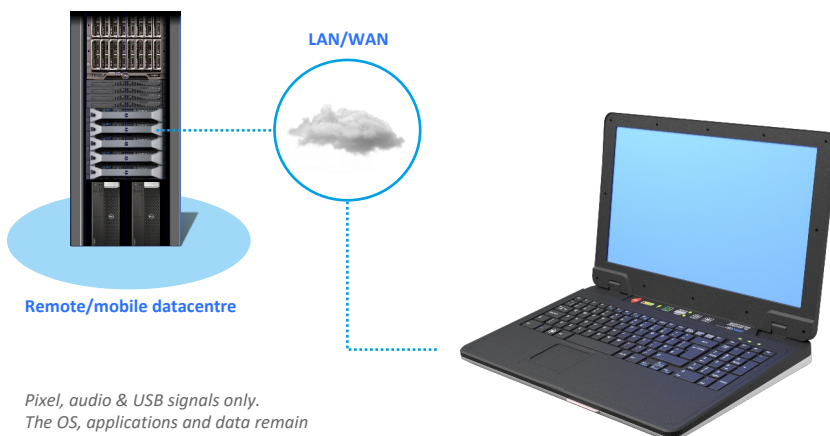 LAN/WAN
Remote/mobile datacentre
Pixel, audio & USB signals only.
The OS, applications and data remain